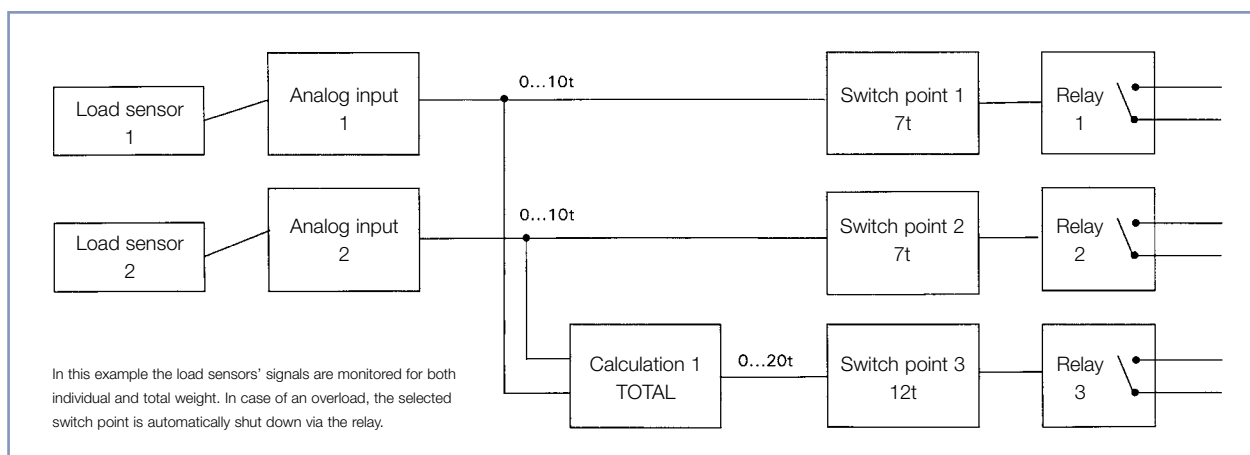 0...10t
Load sensor
1
Analog input
1
Switch point 1
7t
Relay
1
0...10t
Load sensor
2
Analog input
2
Switch point 2
7t
Relay
2
Calculation 1
TOTAL
0...20t
Switch point 3
12t
Relay
3
In this example the load sensors’ signals are monitored for both
individual and total weight. In case of an overload, the selected
switch point is automatically shut down via the relay.